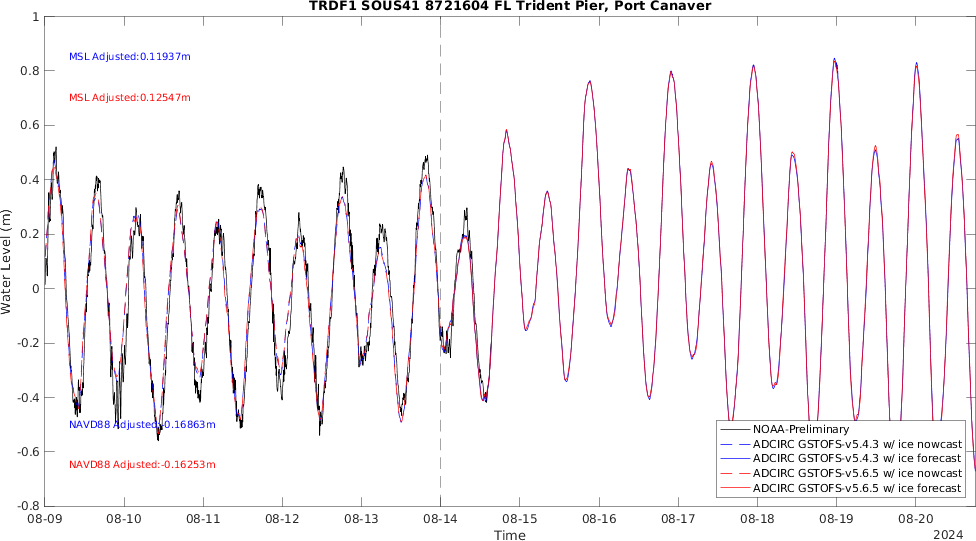 TRDF1 SOUS41 8721604 FL Trident Pier, Port Canaver
Water Level (m)
1
0.8
0.6
0.4
0.2
0
-0.2
-0.4
-0.6
-0.8
MSL Adjusted:0.11937m
MSL Adjusted:0.12547m
NAVD88 Adjusted:-0.16863m
NAVD88 Adjusted:-0.16253m
NOAA-Preliminary
ADCIRC GSTOFS-v5.4.3 w/ ice nowcast
ADCIRC GSTOFS-v5.4.3 w/ ice forecast
ADCIRC GSTOFS-v5.6.5 w/ ice nowcast
ADCIRC GSTOFS-v5.6.5 w/ ice forecast
08-09 08-10 08-11 08-12 08-13 08-14 08-15 08-16 08-17 08-18 08-19 08-20
Time
2024